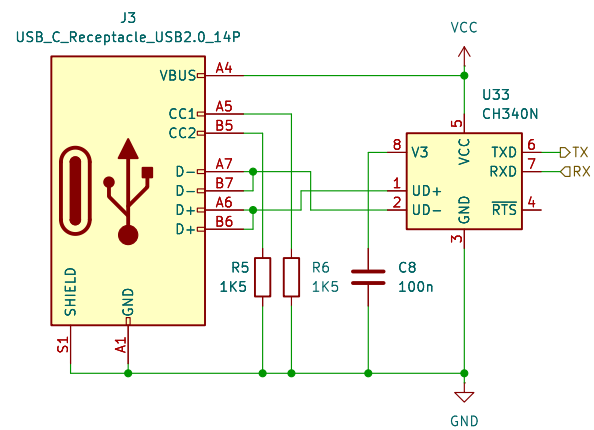 J3
USB_C_Receptacle_USB2.0_14P
VCC
VBUS
A4
U33
CH340N
CC1
A5
CC2
B5
5
VCC
8
V3
TXD
6
TX
D-
A7
RXD
7
RX
D-
B7
1
UD+
D+
A6
2
UD-
RTS
4
D+
B6
GND
3
SHIELD
GND
R5
1K5
R6
1K5
C8
100n
S1
A1
GND